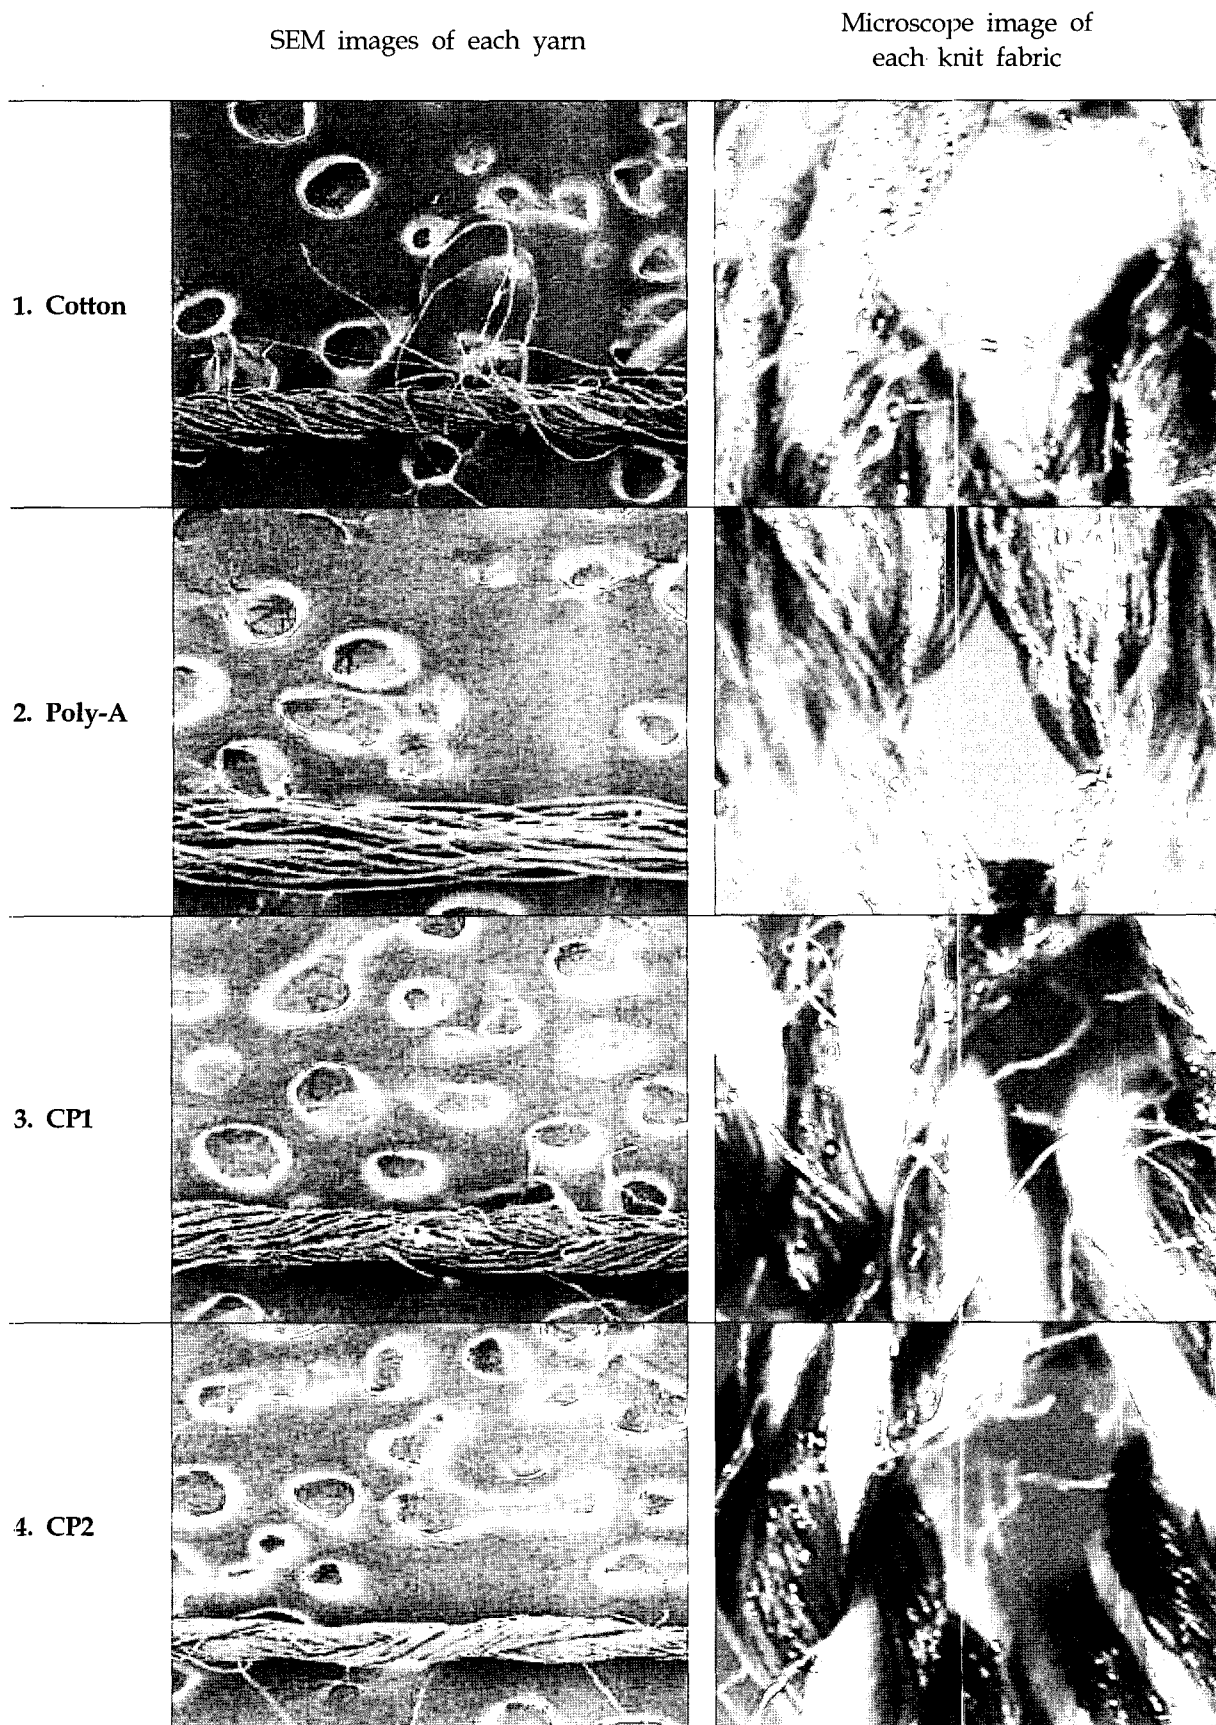 SEM images of each yarn
Microscope image of
each knit fabric
1. Cotton
2. Poly-A
3. CP1
4. CP2